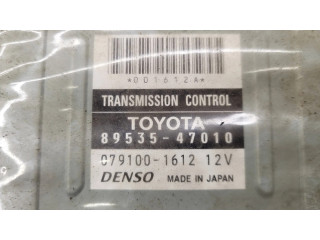 *001612A*
TRANSMISSION CONTROL
TOYOTA
89535-47010
079100-1612 12V
DENSO MADE IN JAPAN